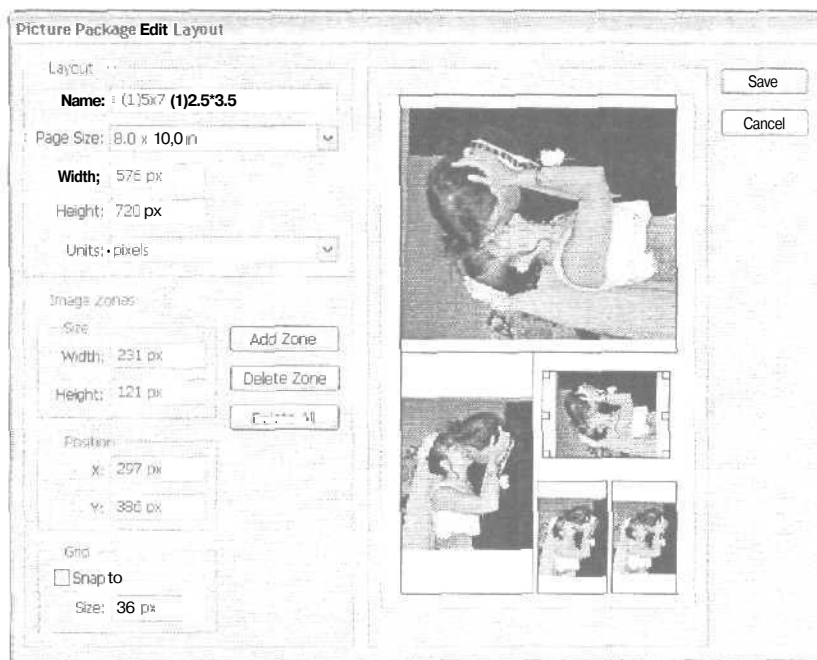 Picture Package Edit Layout
Layout
Name: (1)5x7 (1)2.5*3.5
Page Size: 8.0 x 10,0 in
Width; 576 px
Height: 720 px
Units: pixels
Image Zones
Size
Width: 231 px
Height: 121 px
Add Zone
Delete Zone
Position
X: 297 px
Y: 386 px
Grid
Snap to
Size: 36 px
Save
Cancel